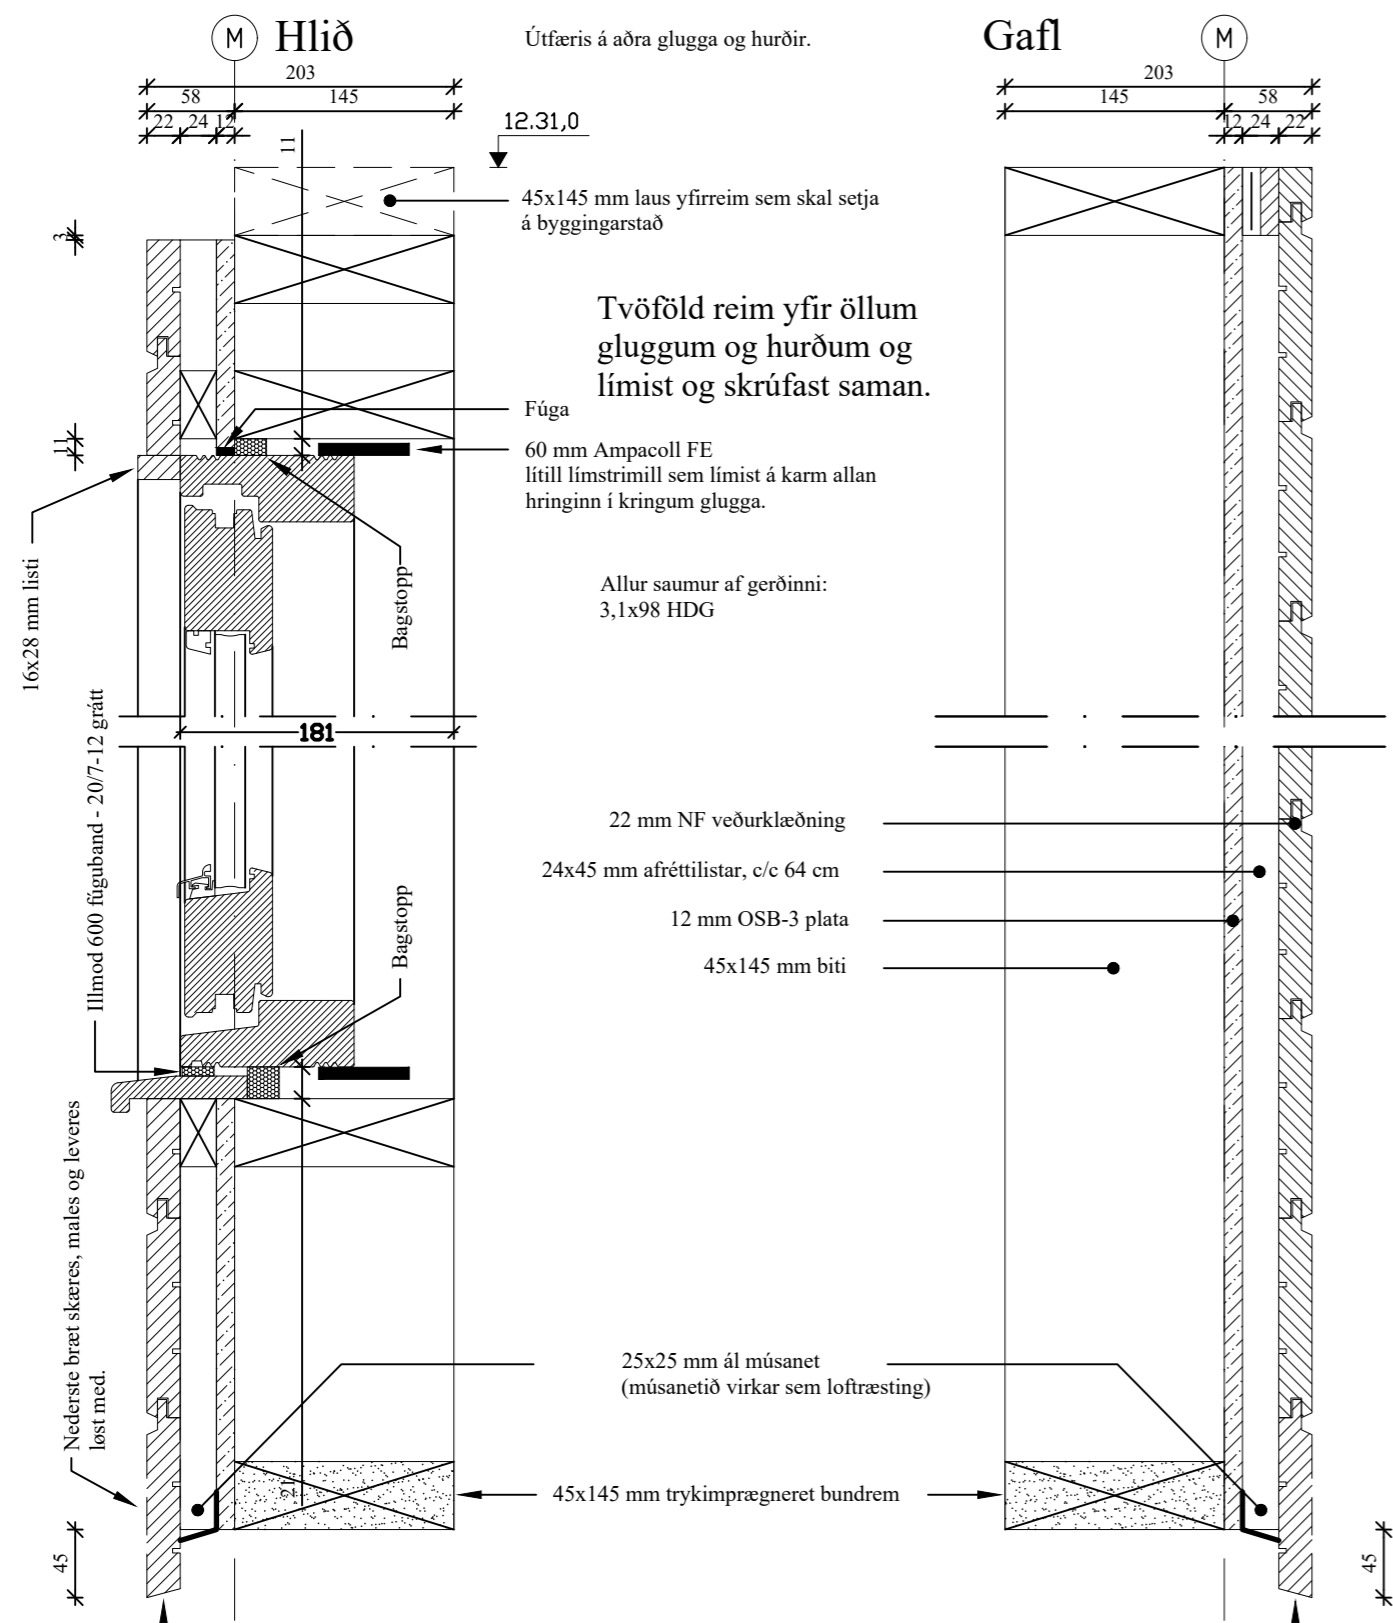 M Hlið
Útfæris á aðra glugga og hurðir.
Gafl M
203
58 145
22 24 12
11
12.31,0
203
145 58
12 24 22
45x145 mm laus yfirreim sem skal setja
á byggingarstað
3
Tvöföld reim yfir öllum
gluggum og hurðum og
límist og skrúfast saman.
Fúga
11
60 mm Ampacoll FE
lítill límstrimill sem límist á karm allan
hringinn í kringum glugga.
16x28 mm listi
Bagstopp
Allur saumur af gerðinni:
3,1x98 HDG
181
Illmod 600 fúguband - 20/7-12 grátt
22 mm NF veðurklæðning
24x45 mm afréttilistar, c/c 64 cm
12 mm OSB-3 plata
45x145 mm biti
Bagstopp
Nederste bræt skæres, males og leveres
løst med.
25x25 mm ál músanet
(músanetið virkar sem loftræsting)
21
45x145 mm trykimprægneret bundrem
45
45